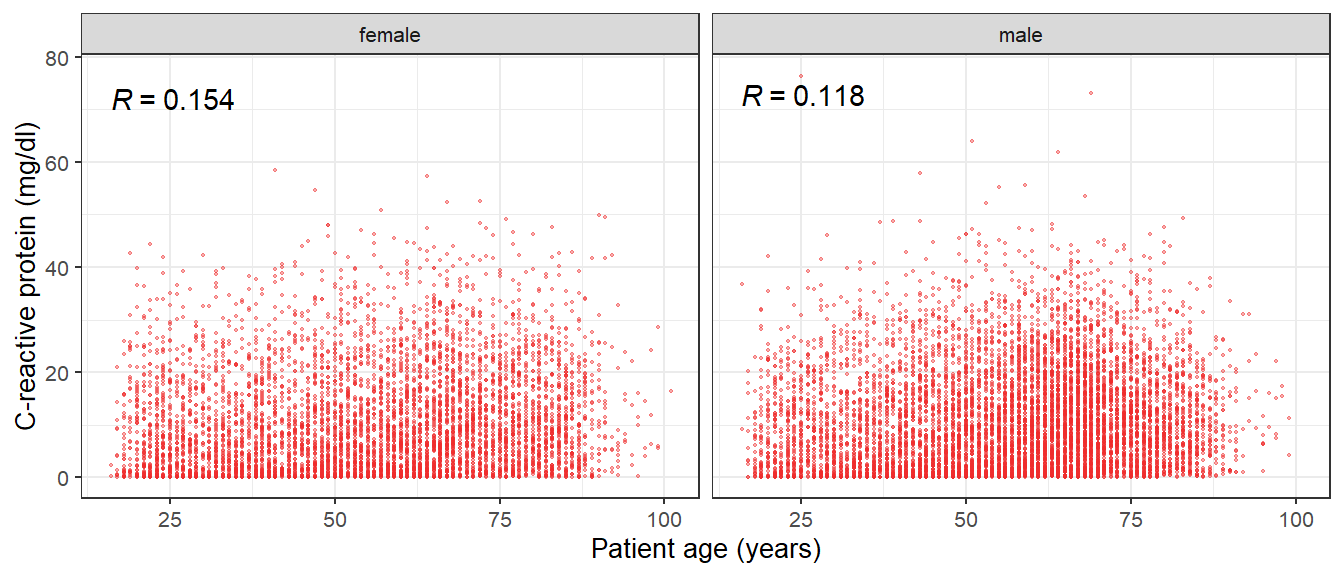 female
male
R = 0.154
R = 0.118
C-reactive protein (mg/dl)
80
60
40
20
0
25 50 75 100
25 50 75 100
Patient age (years)